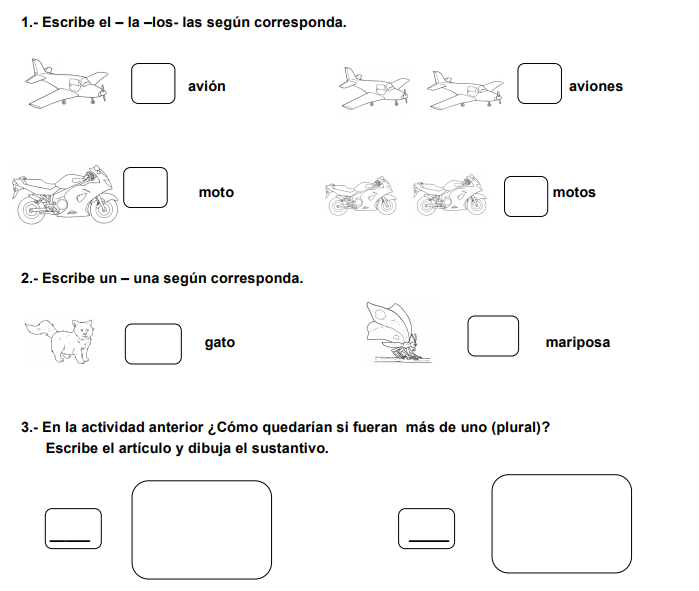 1.- Escribe el – la –los- las según corresponda.
avión
aviones
moto
motos
2.- Escribe un – una según corresponda.
gato
mariposa
3.- En la actividad anterior ¿Cómo quedarían si fueran más de uno (plural)?
Escribe el artículo y dibuja el sustantivo.